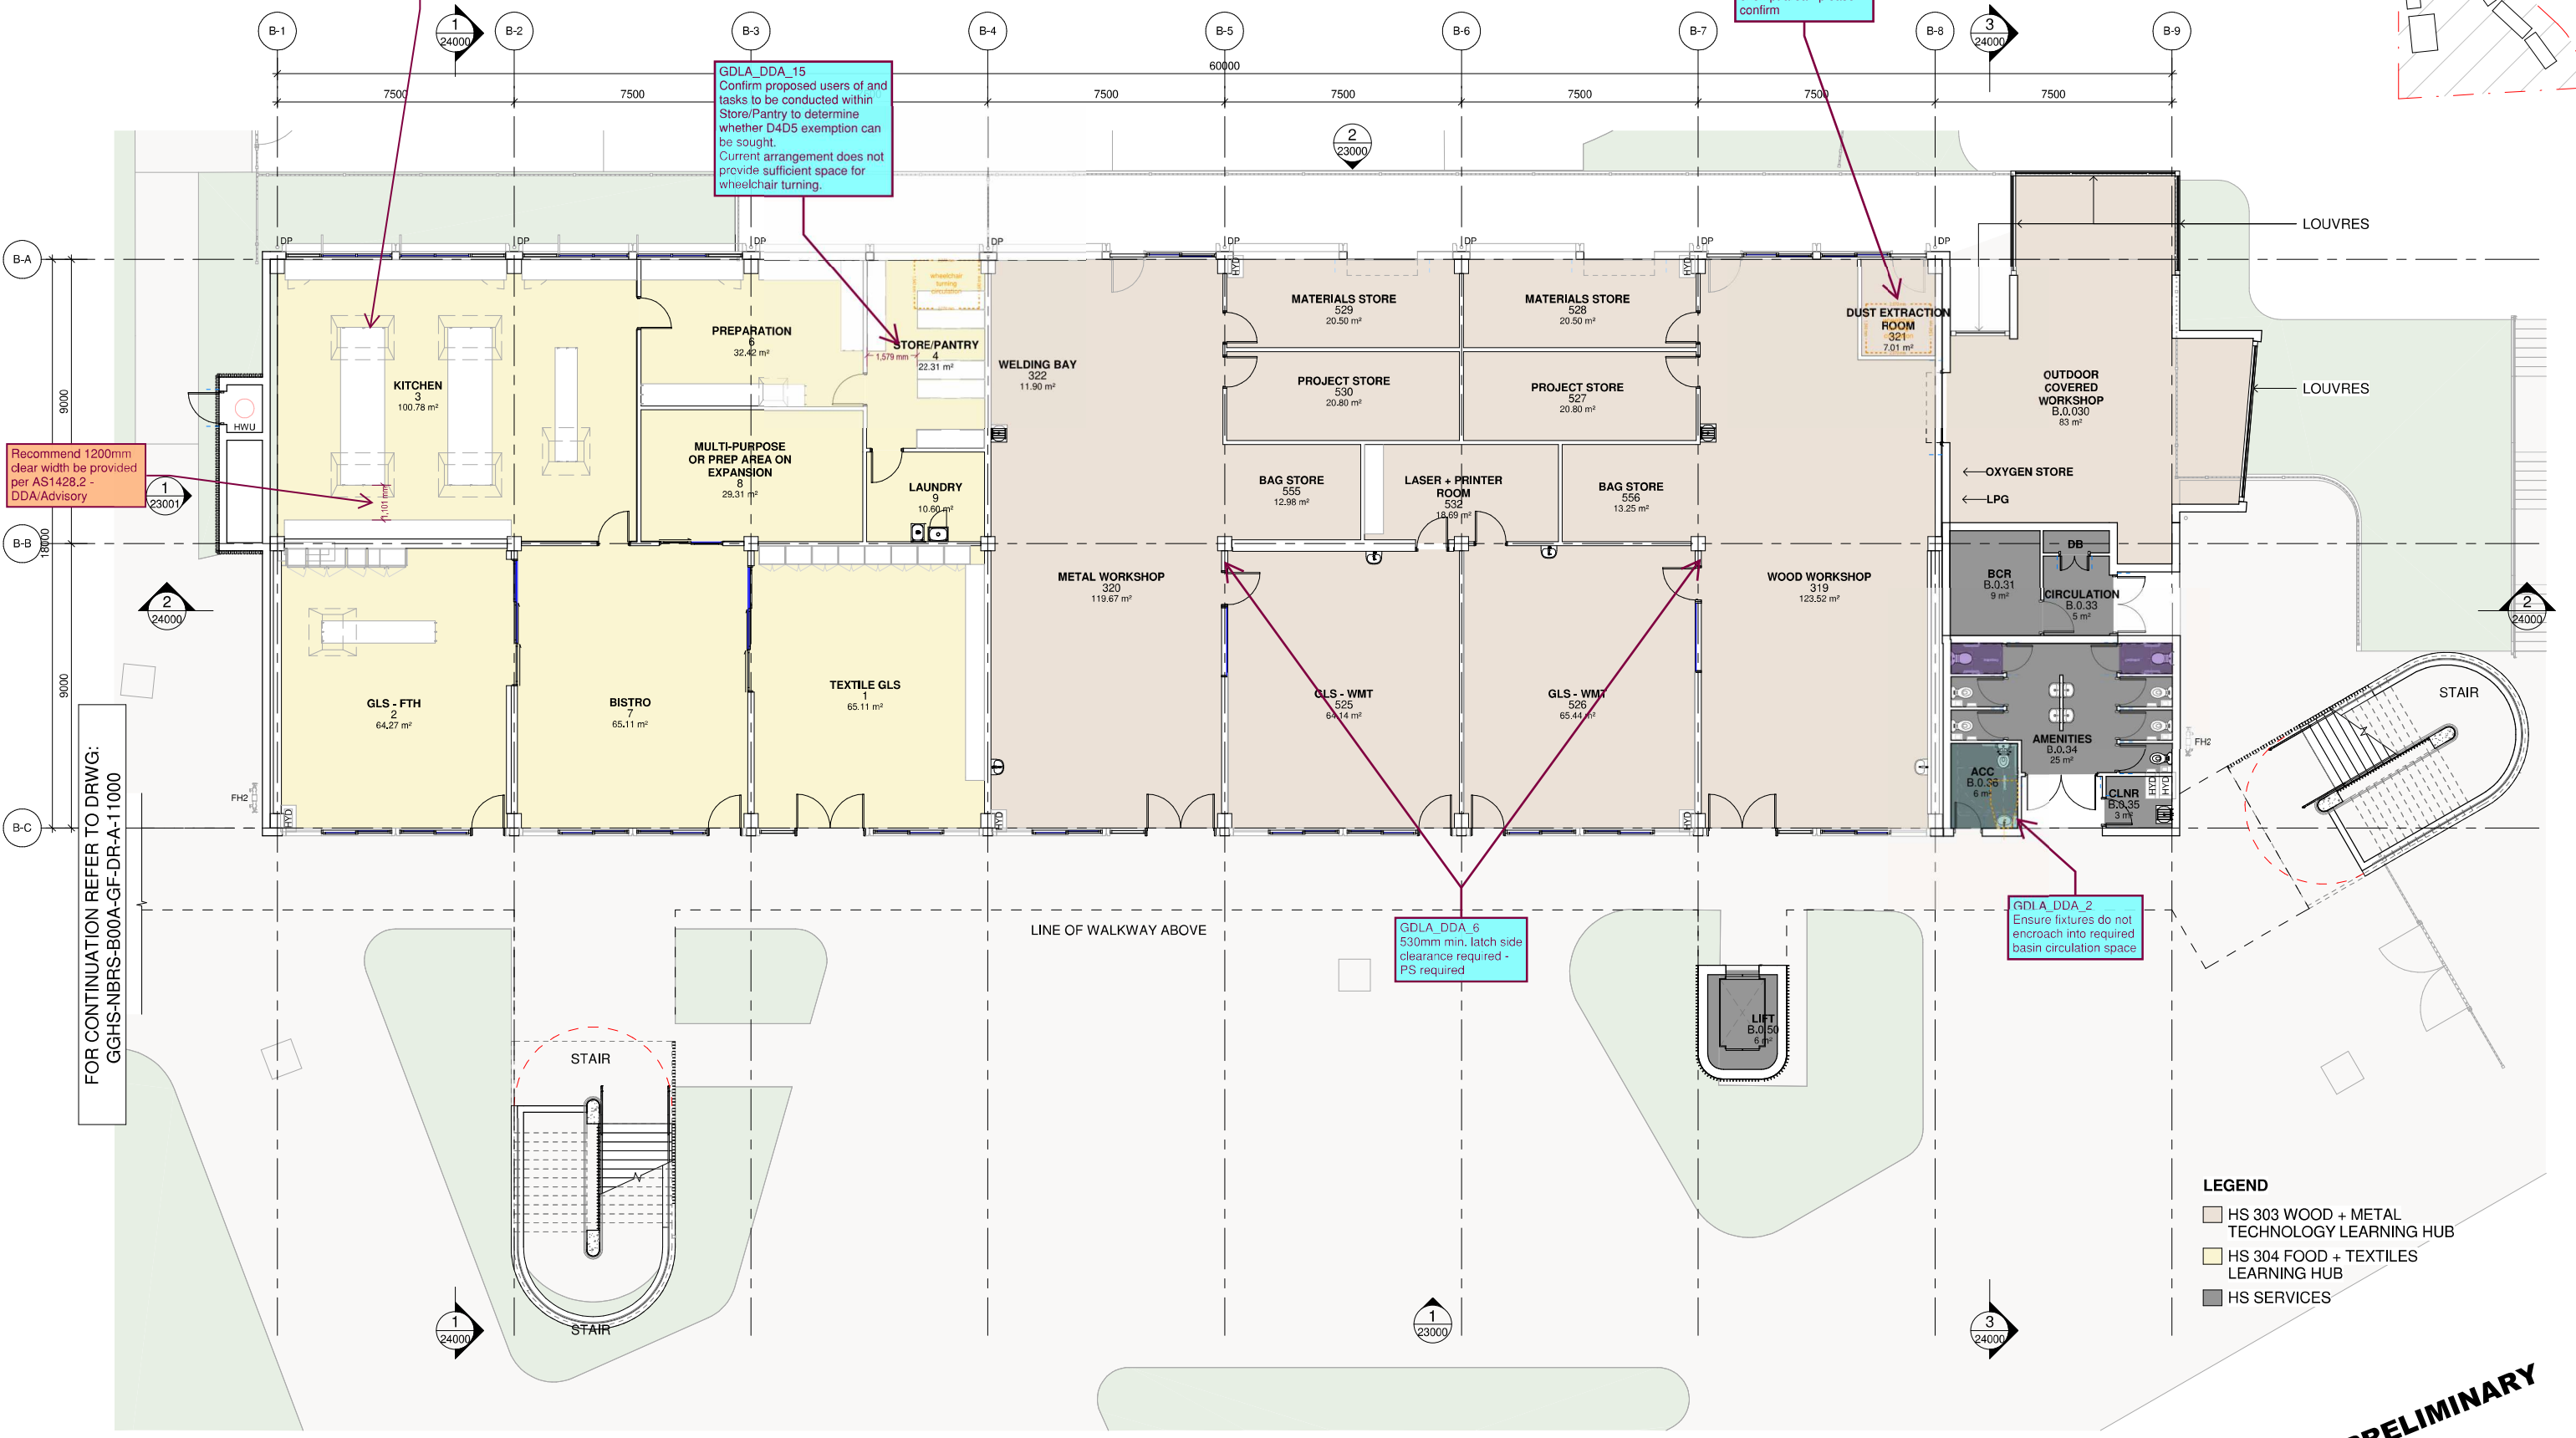 confirm
B-1
1
24000
B-2
B-3
B-4
B-5
B-6
B-7
B-8
3
24000
B-9
60000
7500
7500
7500
7500
7500
7500
7500
GDLA_DDA_15
Confirm proposed users of and
tasks to be conducted within
Store/Pantry to determine
whether D4D5 exemption can
be sought.
Current arrangement does not
provide sufficient space for
wheelchair turning.
2
23000
LOUVRES
LOUVRES
B-A
DP
DP
DP
DP
DP
DP
DP
DP
HYD
HYD
wheelchair
turning
circulation
PREPARATION
6
32.42 m²
STORE/PANTRY
4
22.31 m²
1,579 mm
KITCHEN
3
100.78 m²
HWU
MULTI-PURPOSE
OR PREP AREA ON
EXPANSION
8
29.31 m²
LAUNDRY
9
10.60 m²
WELDING BAY
322
11.90 m²
MATERIALS STORE
529
20.50 m²
MATERIALS STORE
528
20.50 m²
PROJECT STORE
530
20.80 m²
PROJECT STORE
527
20.80 m²
DUST EXTRACTION
ROOM
321
7.01 m²
OUTDOOR
COVERED
WORKSHOP
B.0.030
83 m²
OXYGEN STORE
LPG
BAG STORE
555
12.98 m²
LASER + PRINTER
ROOM
532
18.69 m²
BAG STORE
556
13.25 m²
Recommend 1200mm
clear width be provided
per AS1428.2 -
DDA/Advisory
1,101 mm
1
23001
9000
18000
9000
B-B
2
24000
METAL WORKSHOP
320
119.67 m²
WOOD WORKSHOP
319
123.52 m²
BCR
B.0.31
9 m²
DB
CIRCULATION
B.0.33
5 m²
2
24000
GLS - FTH
2
64.27 m²
BISTRO
7
65.11 m²
TEXTILE GLS
1
65.11 m²
GLS - WMT
525
64.14 m²
GLS - WMT
526
65.44 m²
AMENITIES
B.0.34
25 m²
ACC
6 m²
CLNR
B.0.35
3 m²
HYD
HYD
STAIR
FH2
FH2
B-C
HYD
HYD
HYD
FOR CONTINUATION REFER TO DRWG:
GGHS-NBRS-B00A-GF-DR-A-11000
LINE OF WALKWAY ABOVE
GDLA_DDA_6
530mm min. latch side
clearance required -
PS required
GDLA_DDA_2
Ensure fixtures do not
encroach into required
basin circulation space
LIFT
B.0.50
6 m²
STAIR
STAIR
1
24000
1
23000
3
24000
LEGEND
HS 303 WOOD + METAL
TECHNOLOGY LEARNING HUB
HS 304 FOOD + TEXTILES
LEARNING HUB
HS SERVICES
PRELIMINARY